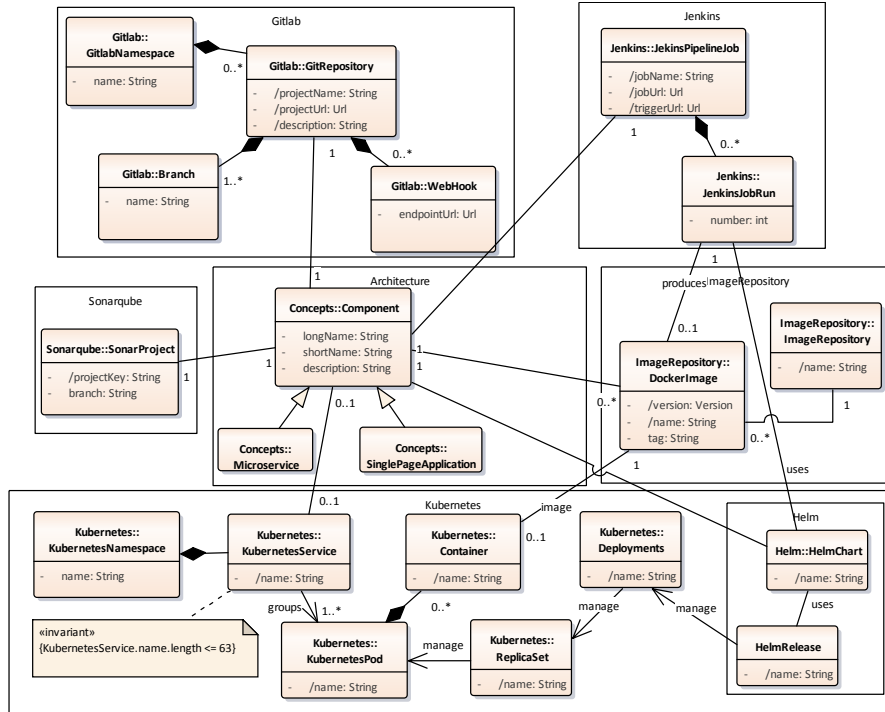 Gitlab
Gitlab::
GitlabNamespace
- name: String
0..*
Gitlab::GitRepository
- /projectName: String
- /projectUrl: Url
- /description: String
Gitlab::Branch
- name: String
1..*
1
0..*
Gitlab::WebHook
- endpointUrl: Url
Jenkins
Jenkins::JekinsPipelineJob
- /jobName: String
- /jobUrl: Url
- /triggerUrl: Url
1
0..*
Jenkins::
JenkinsJobRun
- number: int
1
produces
0..1
Sonarqube
Sonarqube::SonarProject
- /projectKey: String
- branch: String
1
1
Architecture
1
Concepts::Component
- longName: String
- shortName: String
- description: String
1
1
0..1
Concepts::
Microservice
Concepts::
SinglePageApplication
ImageRepository
ImageRepository::
DockerImage
- /version: Version
- /name: String
- tag: String
0..*
1
ImageRepository::
ImageRepository
- /name: String
1
0..*
uses
Kubernetes
0..1
image
0..1
Kubernetes::
KubernetesNamespace
- name: String
Kubernetes::
KubernetesService
- /name: String
Kubernetes::
Container
- /name: String
Kubernetes::
Deployments
- /name: String
groups
1..*
0..*
manage
manage
manage
«invariant»
{KubernetesService.name.length <= 63}
Kubernetes::
KubernetesPod
- /name: String
Kubernetes::
ReplicaSet
- /name: String
Helm
Helm::HelmChart
- /name: String
uses
HelmRelease
- /name: String